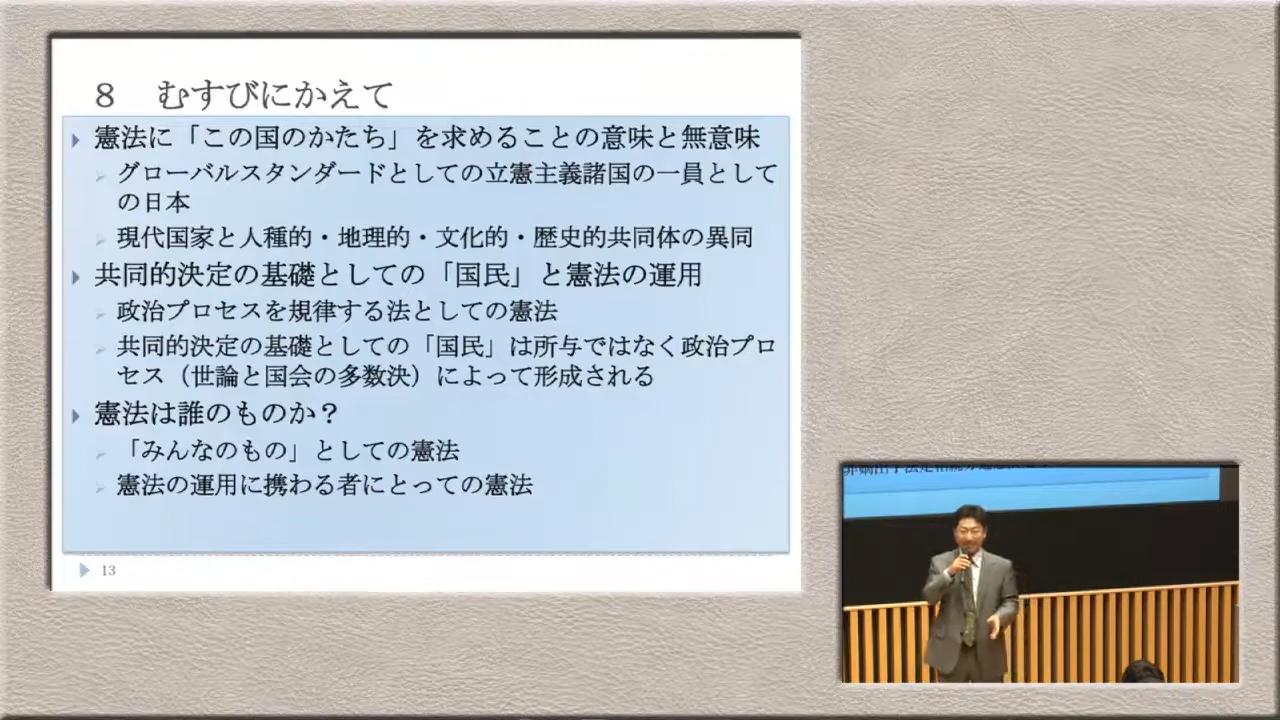 8 むすびにかえて
憲法に「この国のかたち」を求めることの意味と無意味
グローバルスタンダードとしての立憲主義諸国の一員として
の日本
現代国家と人種的・地理的・文化的・歴史的共同体の異同
共同的決定の基礎としての「国民」と憲法の運用
政治プロセスを規律する法としての憲法
共同的決定の基礎としての「国民」は所与ではなく政治プロ
セス（世論と国会の多数決）によって形成される
憲法は誰のものか？
「みんなのもの」としての憲法
憲法の運用に携わる者にとっての憲法
13